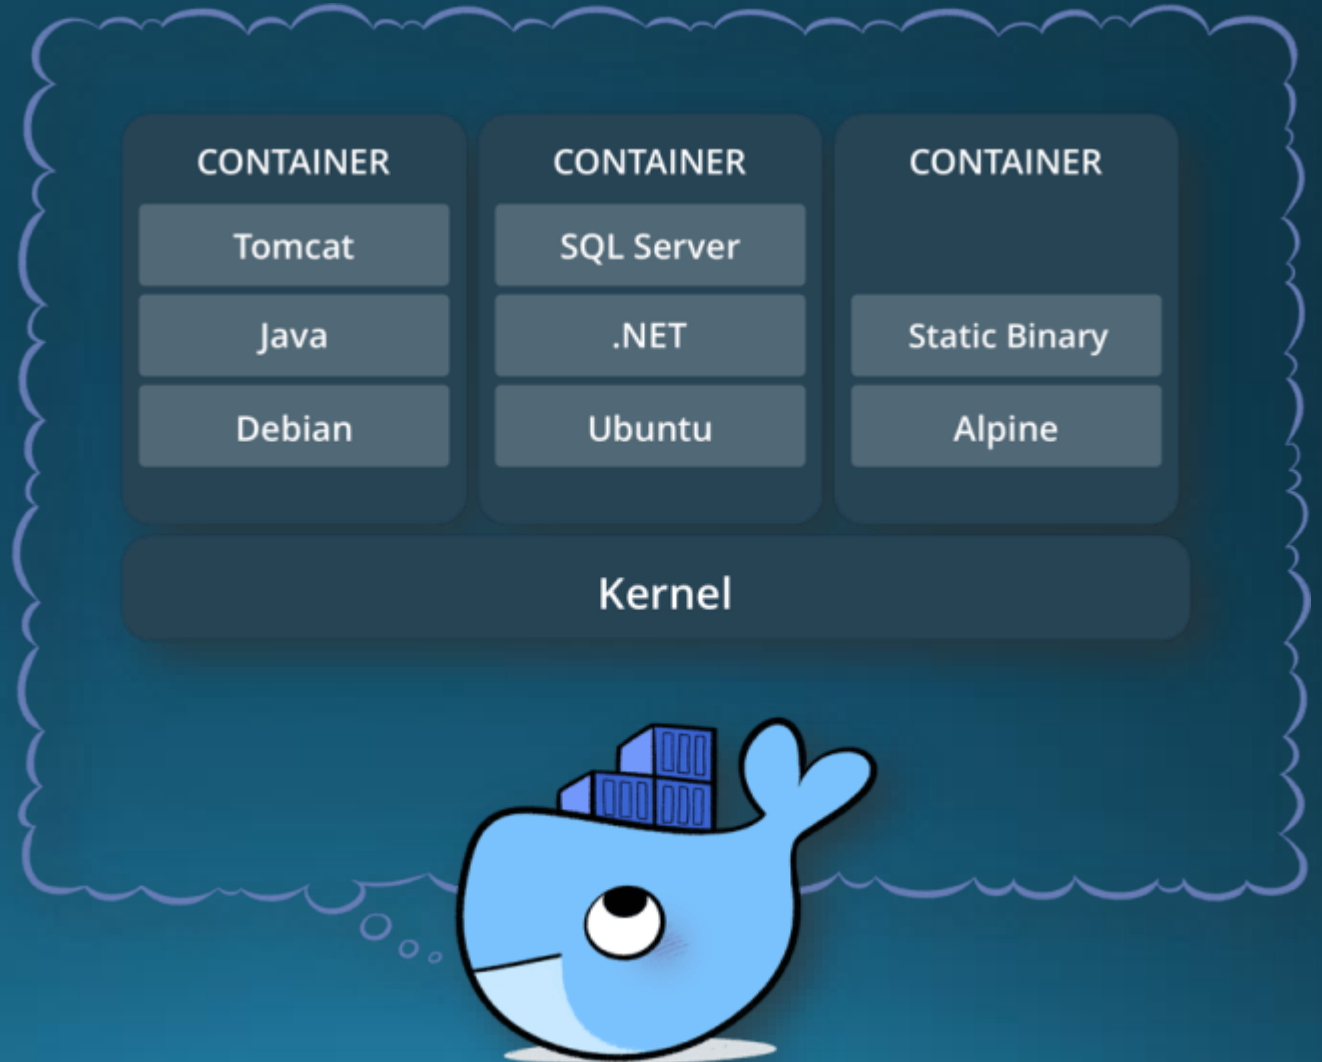 CONTAINER
Tomcat
Java
Debian
CONTAINER
SQL Server
.NET
Ubuntu
CONTAINER
Static Binary
Alpine
Kernel